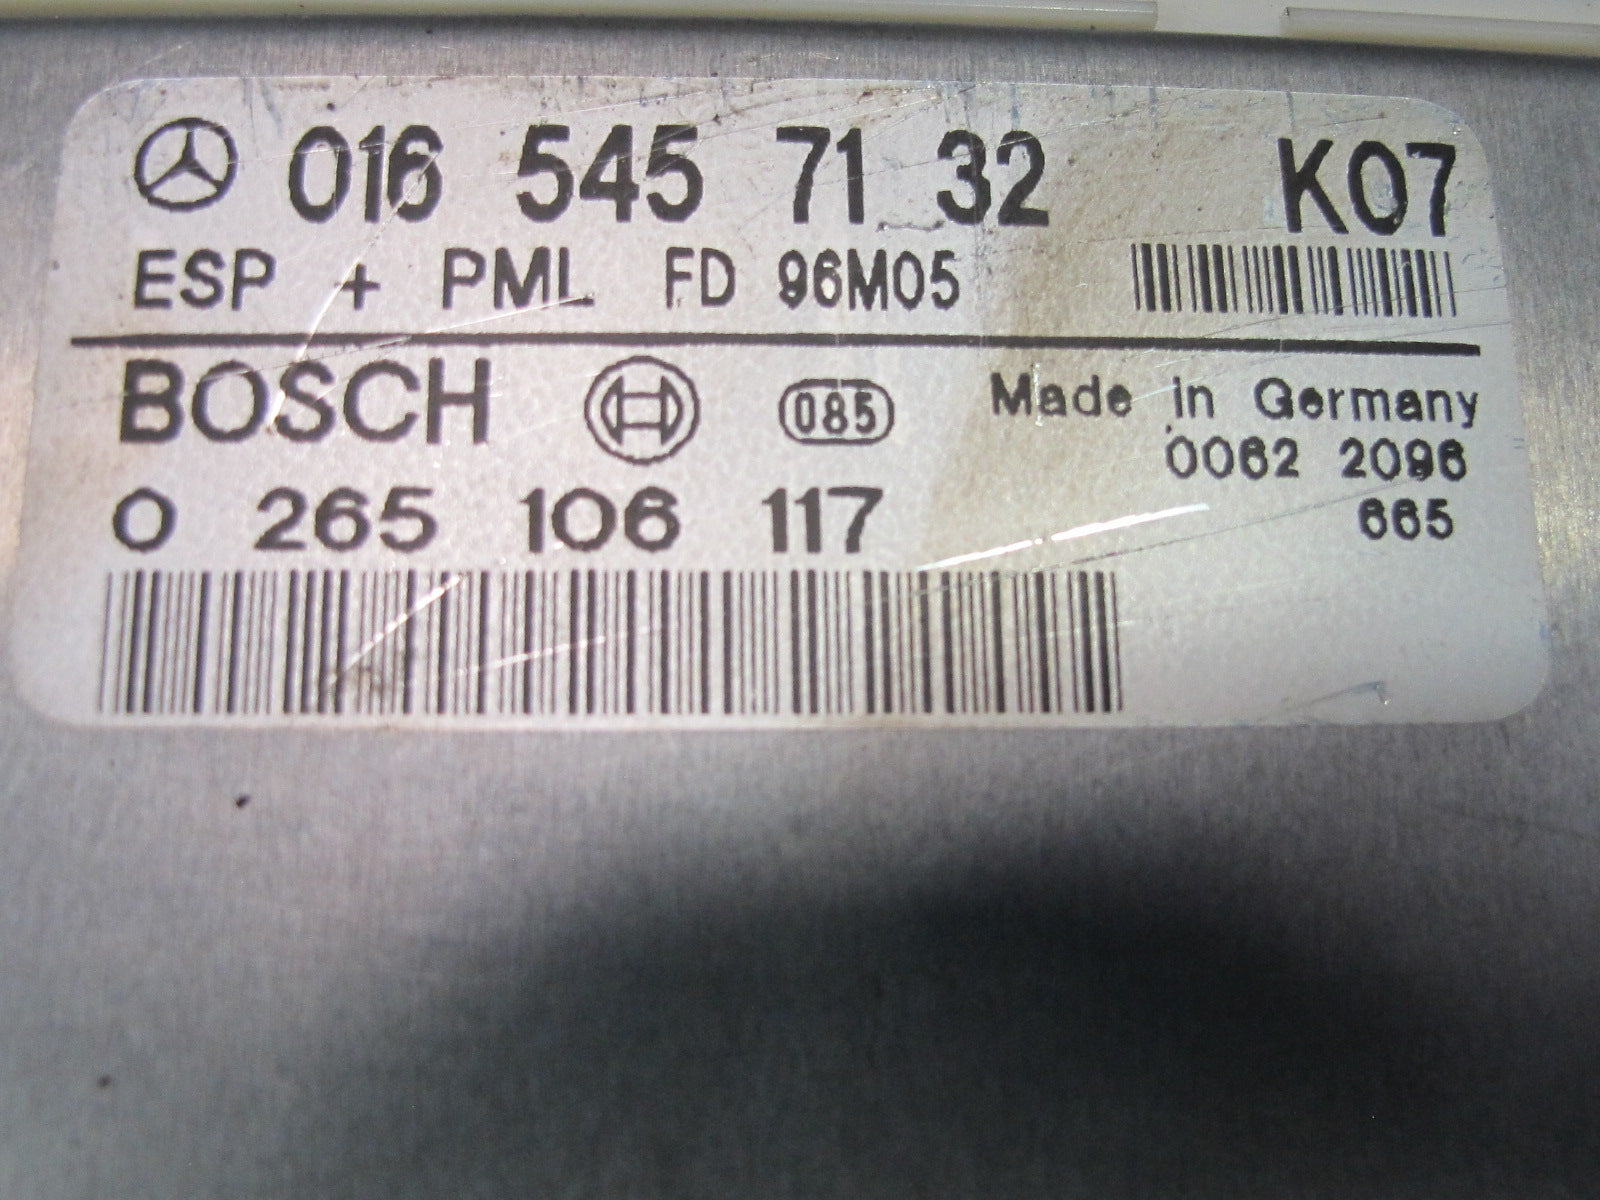 016 545 71 32 K07
ESP + PML FD 96M05
BOSCH 085 Made in Germany
0062 2096
0 265 106 117 665